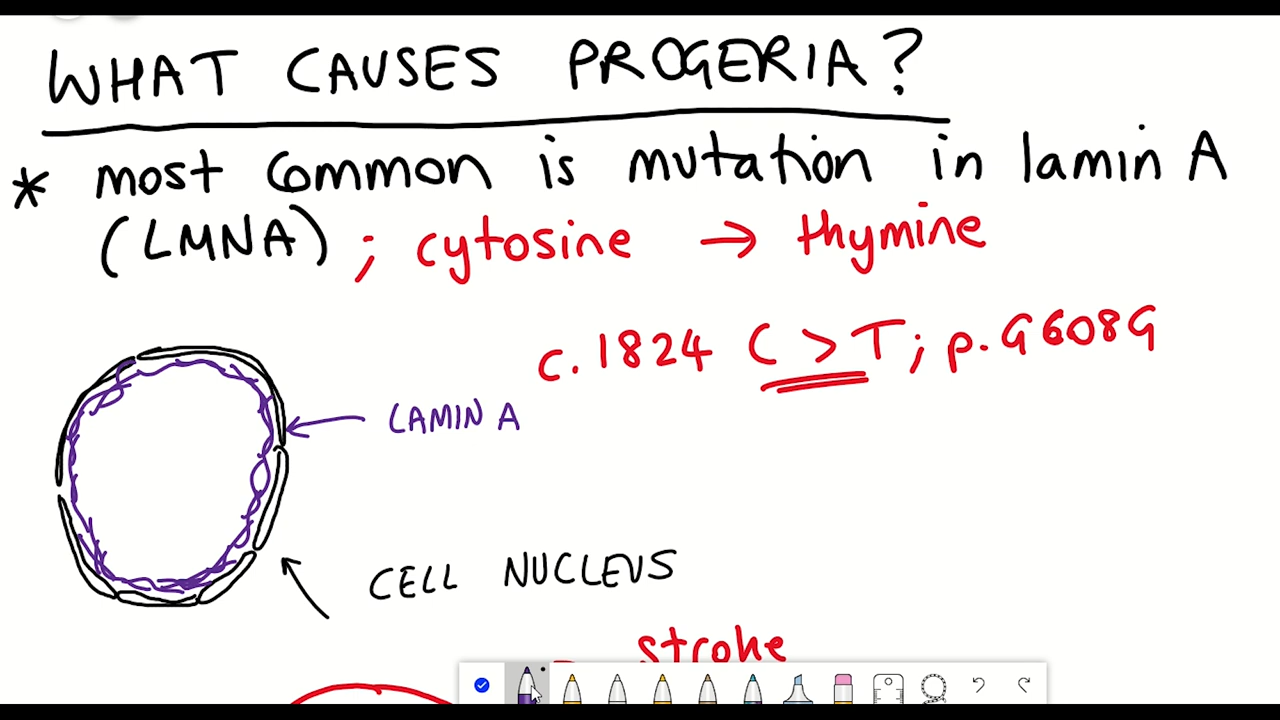 WHAT CAUSES PROGERIA?
* most common is mutation in lamin A
(LMNA) ; cytosine → thymine
c.1824 C > T; p.G608G
LAMIN A
CELL NUCLEUS
stroke